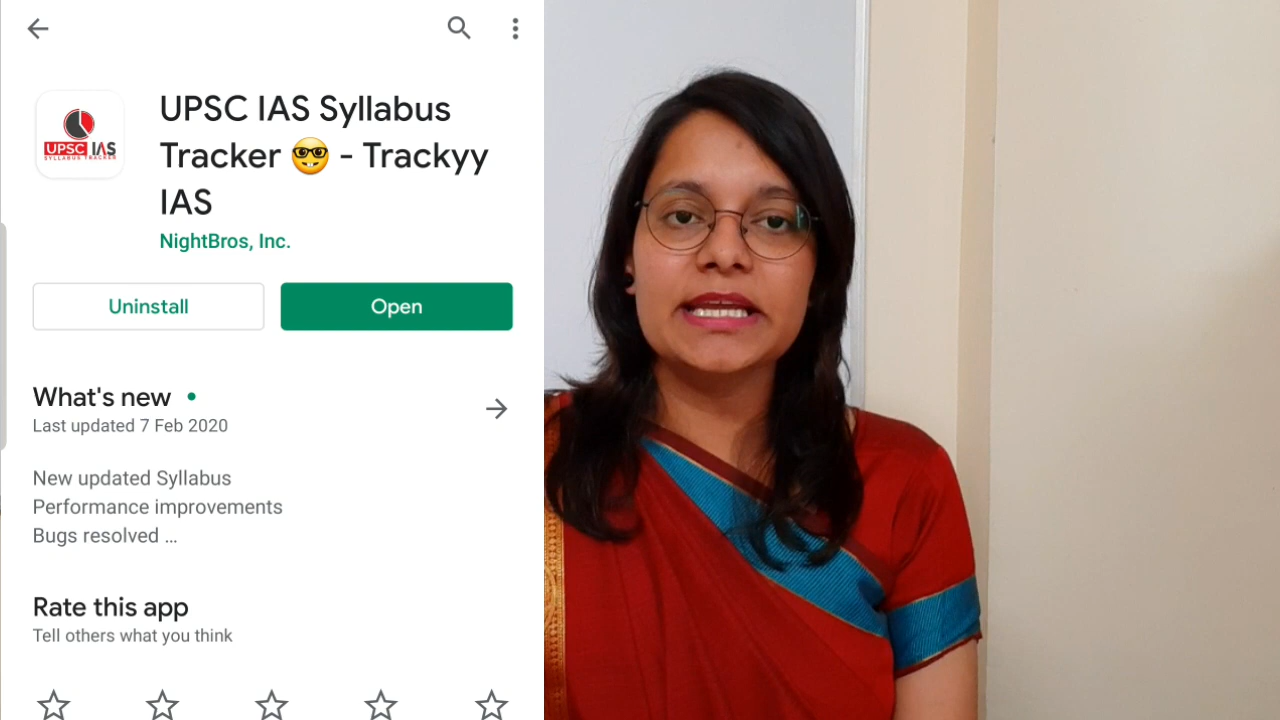 UPSC IAS
SYLLABUS TRACKER
UPSC IAS Syllabus
Tracker 🤓 - Trackyy
IAS
NightBros, Inc.
Uninstall
Open
What's new
Last updated 7 Feb 2020
New updated Syllabus
Performance improvements
Bugs resolved ...
Rate this app
Tell others what you think